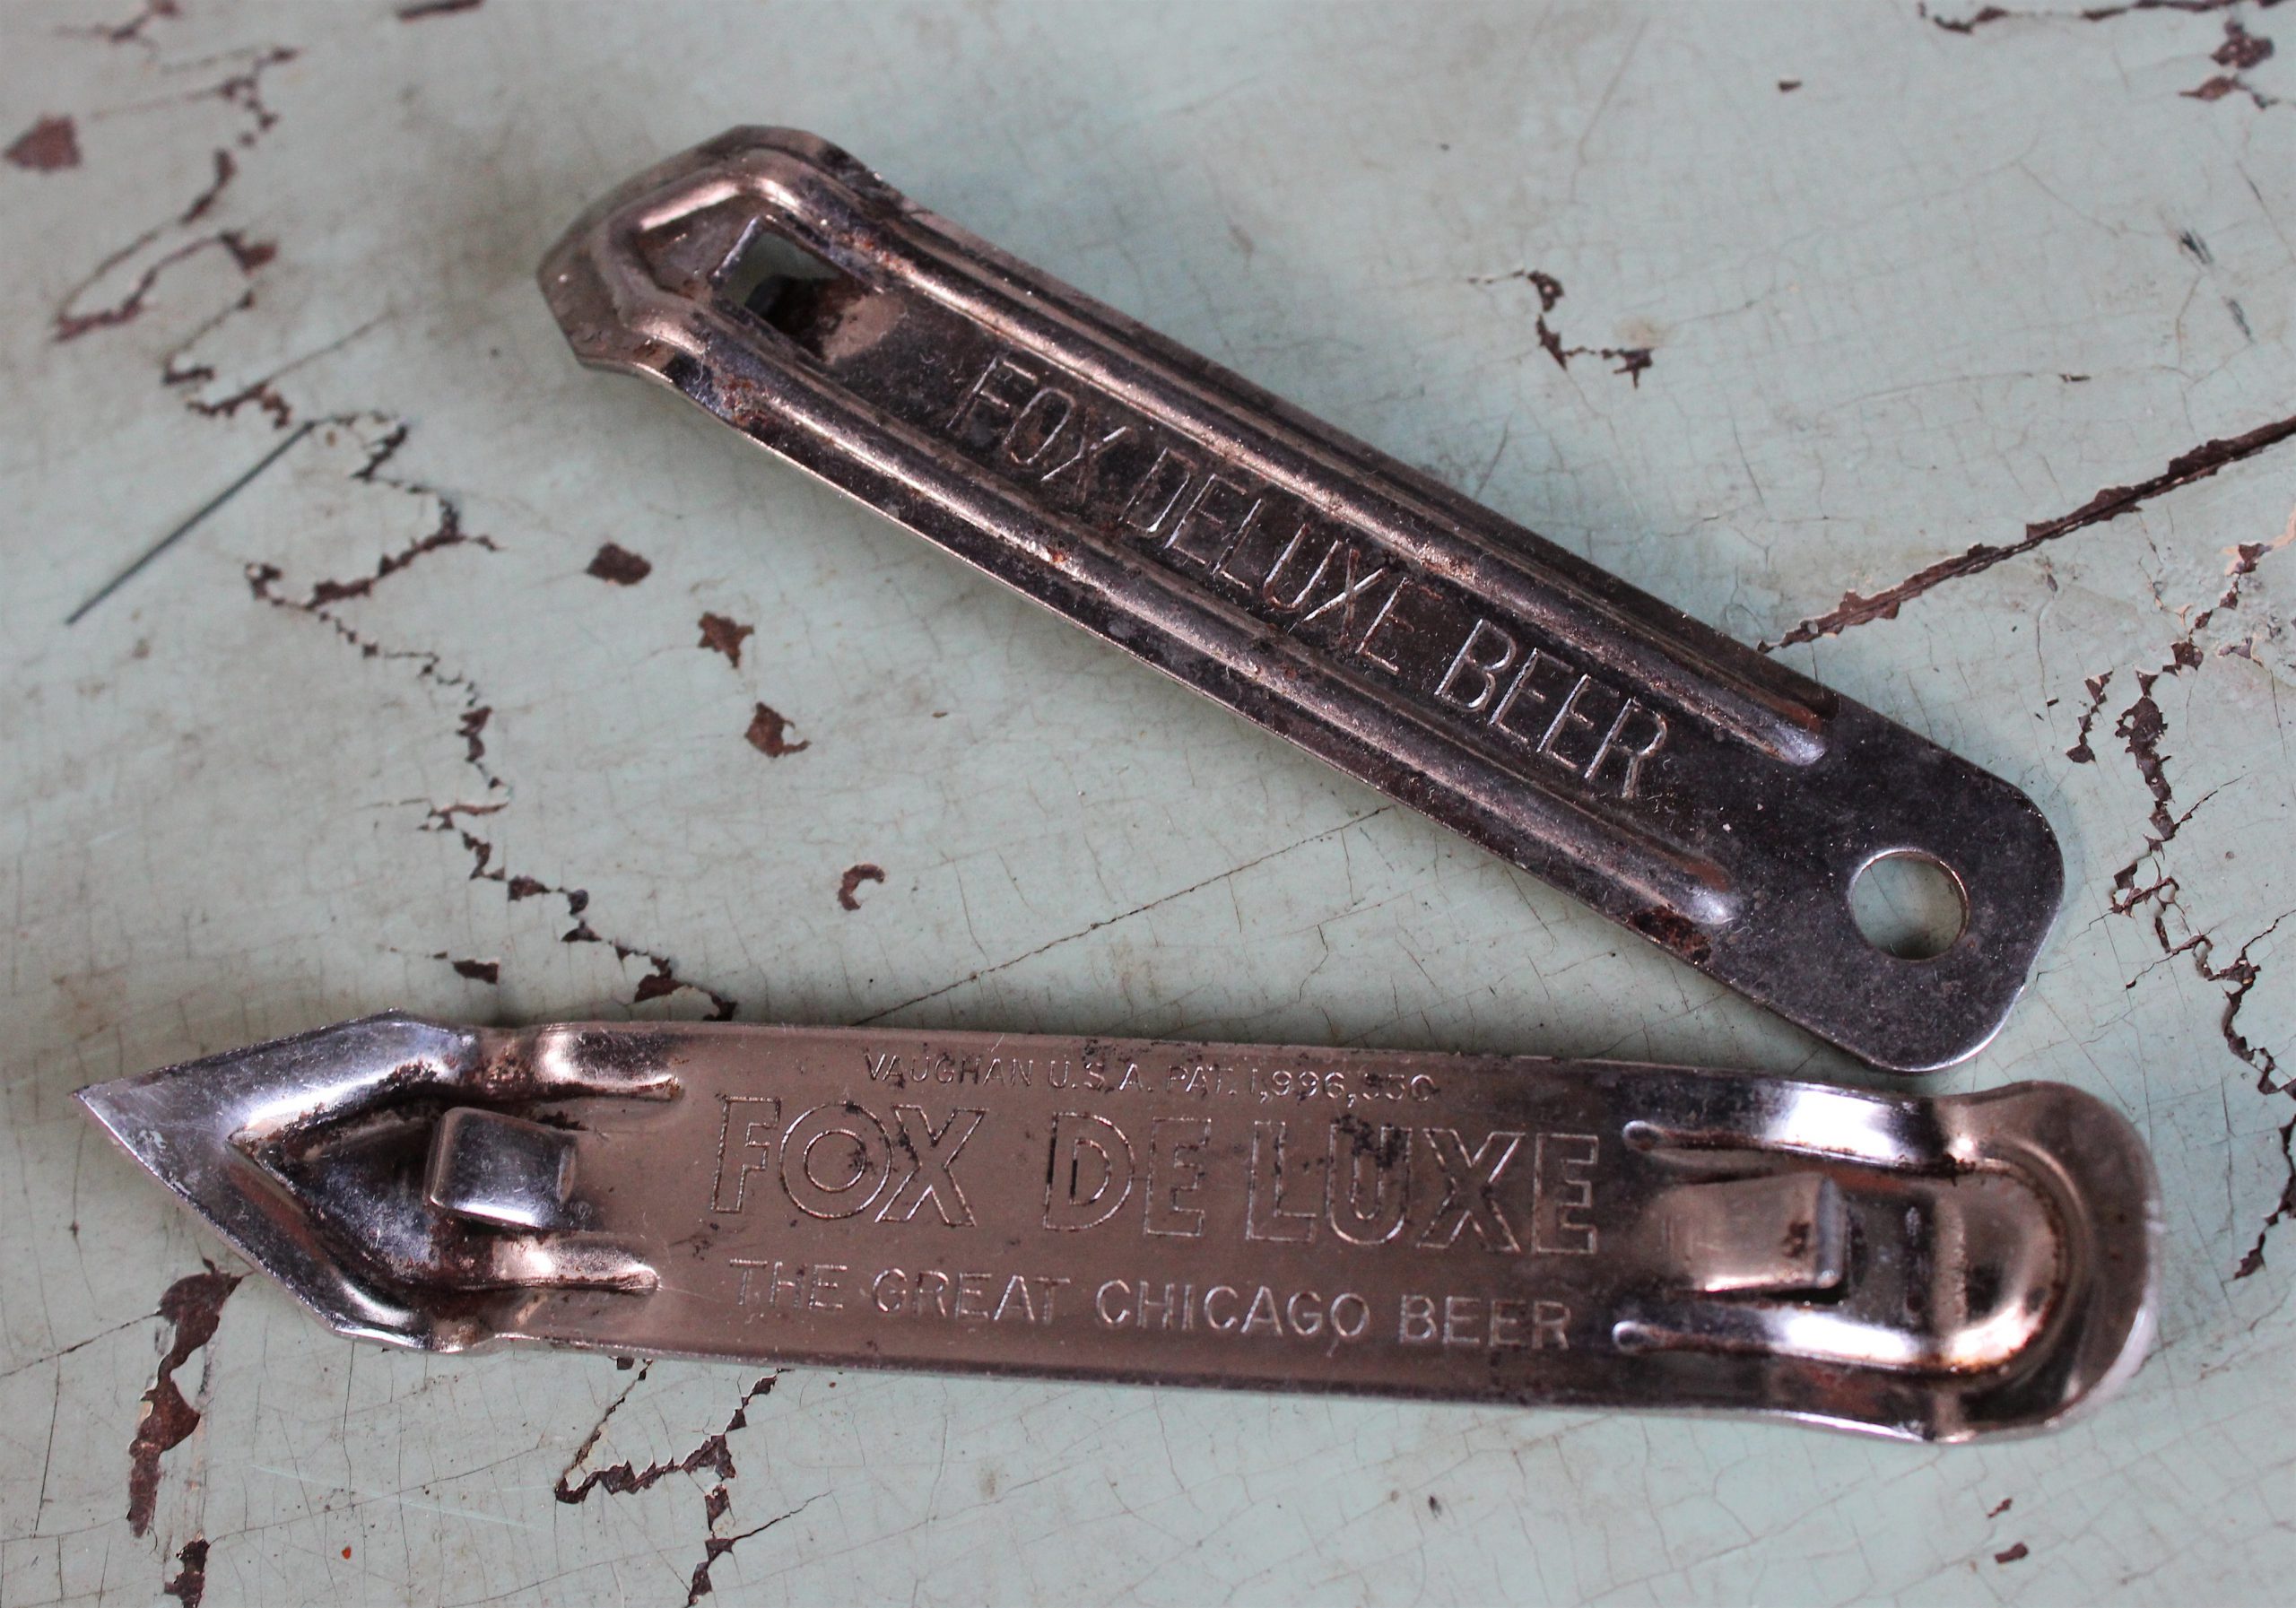 FOX DELUXE BEER
VAUGHAN U.S.A. PAT. 1,996,550
FOX DE LUXE
THE GREAT CHICAGO BEER